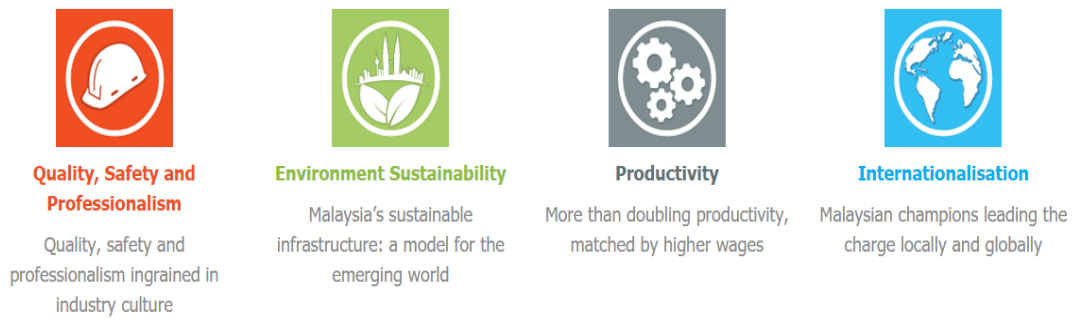 Quality, Safety and
Professionalism
Quality, safety and
professionalism ingrained in
industry culture
Environment Sustainability
Malaysia’s sustainable
infrastructure: a model for the
emerging world
Productivity
More than doubling productivity,
matched by higher wages
Internationalisation
Malaysian champions leading the
charge locally and globally